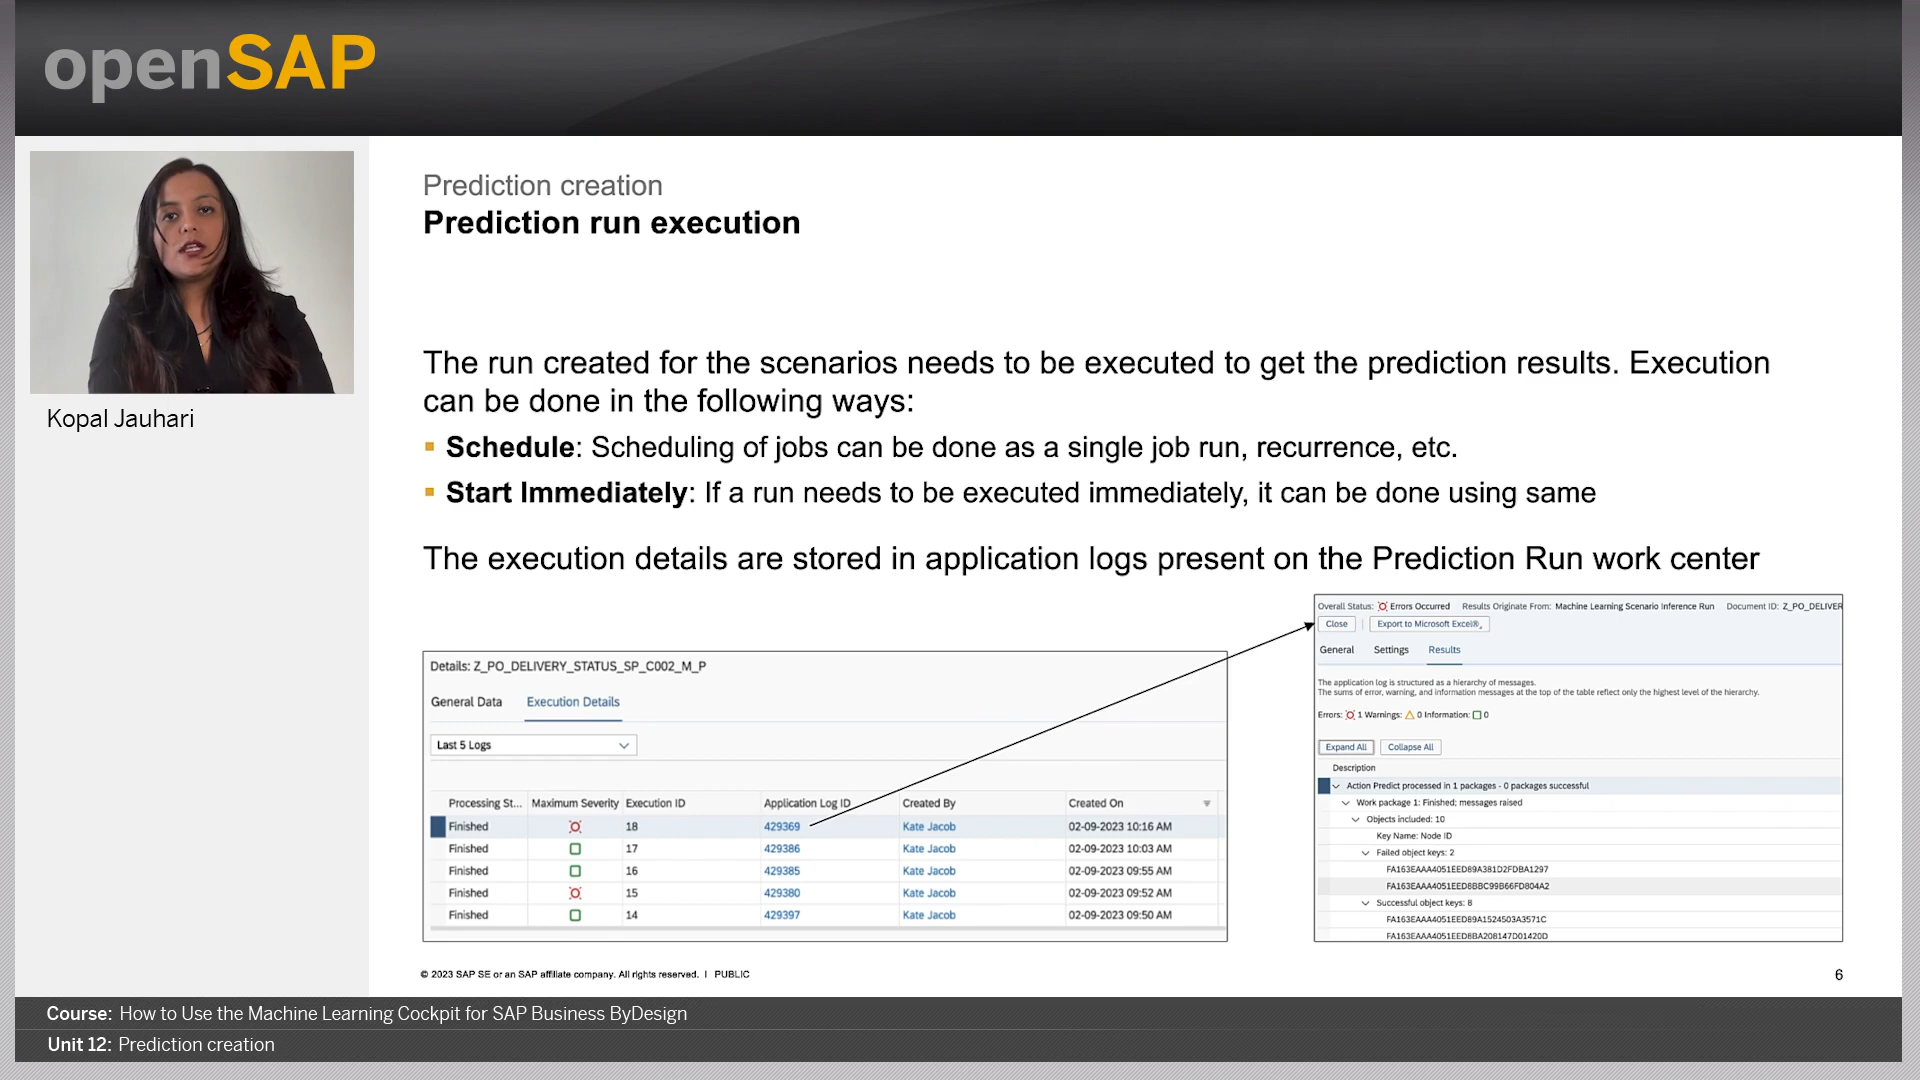 openSAP
Kopal Jauhari
Prediction creation
Prediction run execution
The run created for the scenarios needs to be executed to get the prediction results. Execution
can be done in the following ways:
Schedule: Scheduling of jobs can be done as a single job run, recurrence, etc.
Start Immediately: If a run needs to be executed immediately, it can be done using same
The execution details are stored in application logs present on the Prediction Run work center
Details: Z_PO_DELIVERY_STATUS_SP_C002_M_P
General Data Execution Details
Last 5 Logs
Processing St... Maximum Severity Execution ID Application Log ID Created By Created On
Finished 18 429369 Kate Jacob 02-09-2023 10:16 AM
Finished 17 429386 Kate Jacob 02-09-2023 10:03 AM
Finished 16 429385 Kate Jacob 02-09-2023 09:55 AM
Finished 15 429380 Kate Jacob 02-09-2023 09:52 AM
Finished 14 429397 Kate Jacob 02-09-2023 09:50 AM
Overall Status: Errors Occurred Results Originate From: Machine Learning Scenario Inference Run Document ID: Z_PO_DELIVER
Close Export to Microsoft Excel®
General Settings Results
The application log is structured as a hierarchy of messages.
The sums of error, warning, and information messages at the top of the table reflect only the highest level of the hierarchy.
Errors: 1 Warnings: 0 Information: 0
Expand All Collapse All
Description
Action Predict processed in 1 packages - 0 packages successful
Work package 1: Finished; messages raised
Objects included: 10
Key Name: Node ID
Failed object keys: 2
FA163EAAA4051EED89A381D2FDBA1297
FA163EAAA4051EED8BBC99B66FD804A2
Successful object keys: 8
FA163EAAA4051EED89A1524503A3571C
FA163EAAA4051EED8BA208147D01420D
© 2023 SAP SE or an SAP affiliate company. All rights reserved. I PUBLIC
6
Course: How to Use the Machine Learning Cockpit for SAP Business ByDesign
Unit 12: Prediction creation